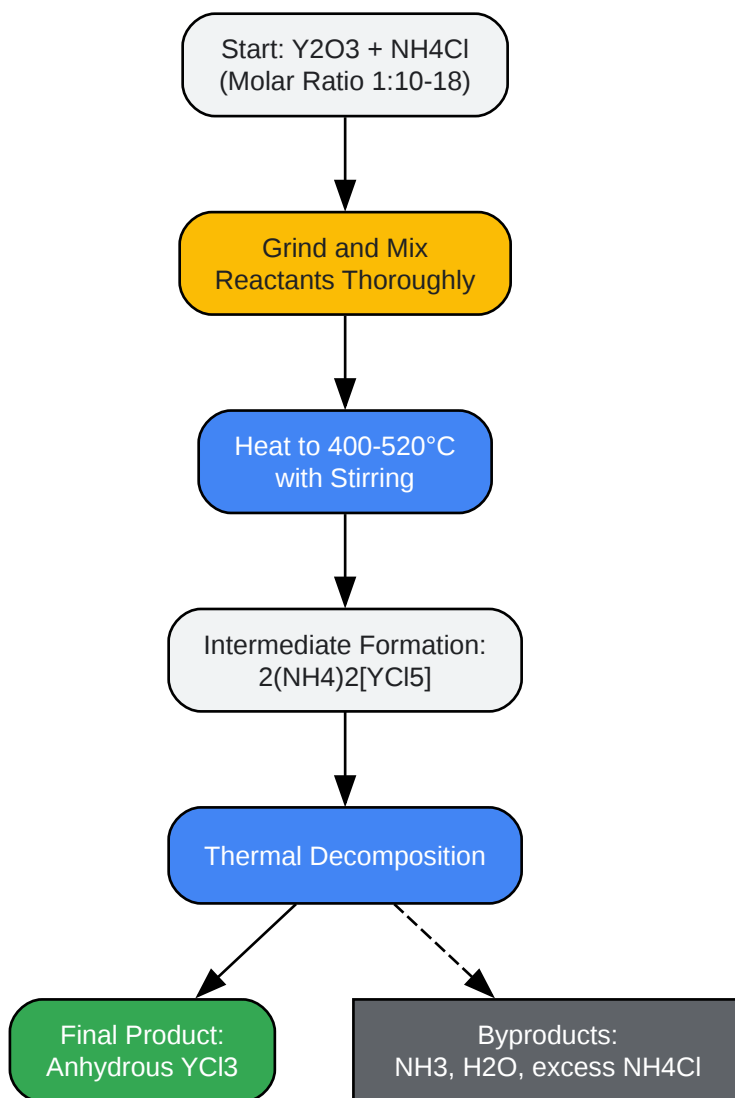 Start: Y2O3 + NH4Cl
(Molar Ratio 1:10-18)
Grind and Mix
Reactants Thoroughly
Heat to 400-520°C
with Stirring
Intermediate Formation:
2(NH4)2[YCl5]
Thermal Decomposition
Final Product:
Anhydrous YCl3
Byproducts:
NH3, H2O, excess NH4Cl